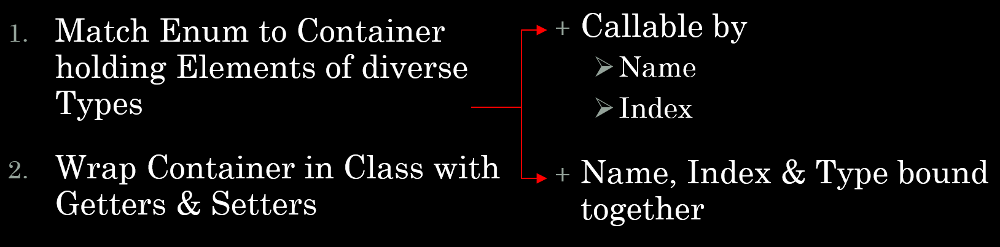 1. Match Enum to Container
holding Elements of diverse
Types
2. Wrap Container in Class with
Getters & Setters
+ Callable by
➢ Name
➢ Index
+ Name, Index & Type bound
together